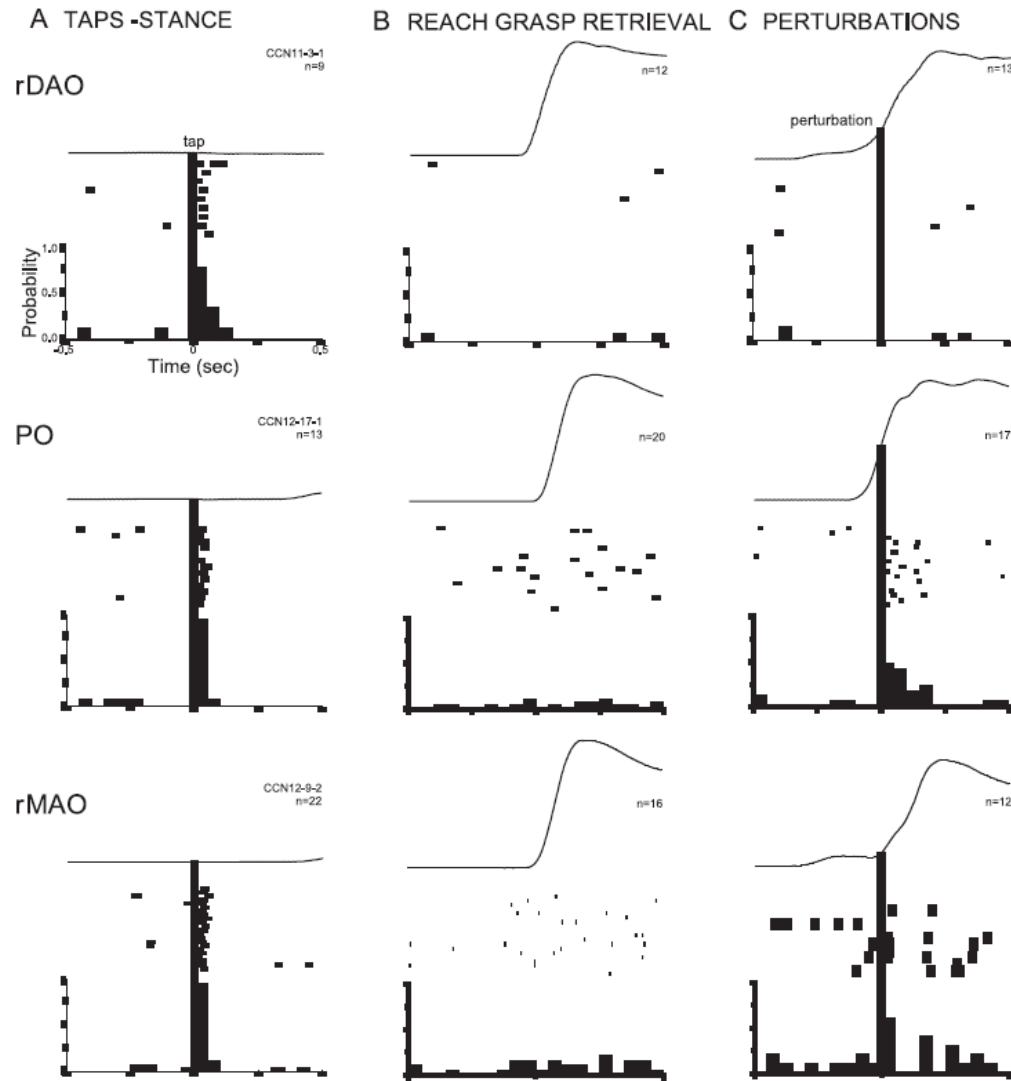 A TAPS -STANCE
B REACH GRASP RETRIEVAL
C PERTURBATIONS
rDAO
CCN11-3-1
n=9
tap
Probability
1.0
0.5
0.0
-0.5 0 0.5
Time (sec)
n=12
n=13
perturbation
PO
CCN12-17-1
n=13
n=20
n=17
rMAO
CCN12-9-2
n=22
n=16
n=12